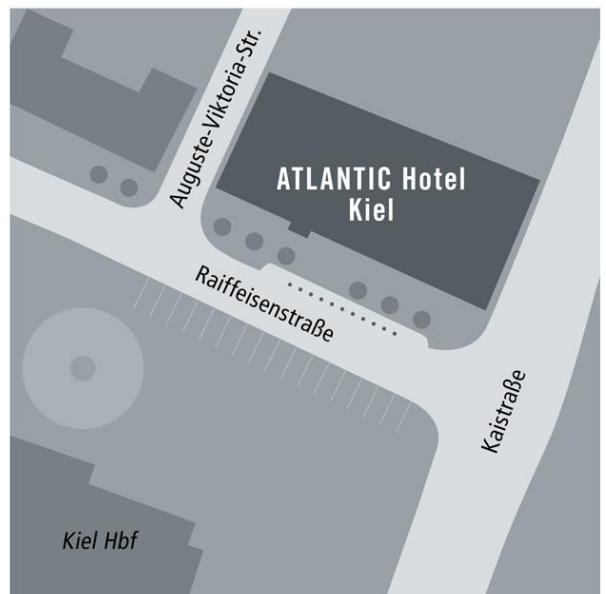 Auguste-Viktoria-Str.
ATLANTIC Hotel
Kiel
Raiffeisenstraße
Kaistraße
Kiel Hbf